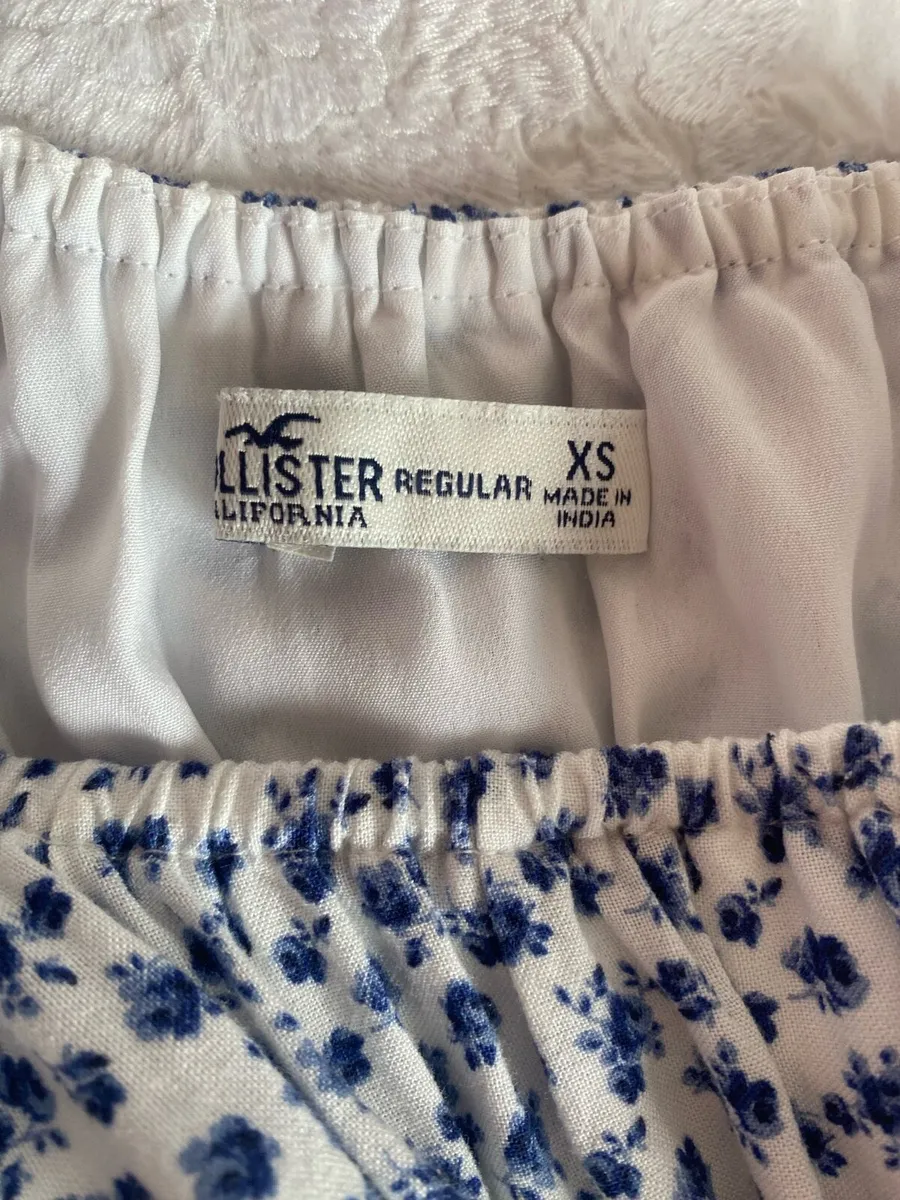 OLLISTER
ALIFORNIA
REGULAR
XS
MADE IN
INDIA